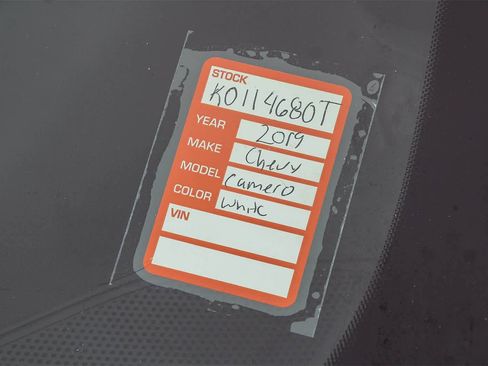 STOCK
K0114680T
YEAR 2019
MAKE Chevy
MODEL Camero
COLOR White
VIN